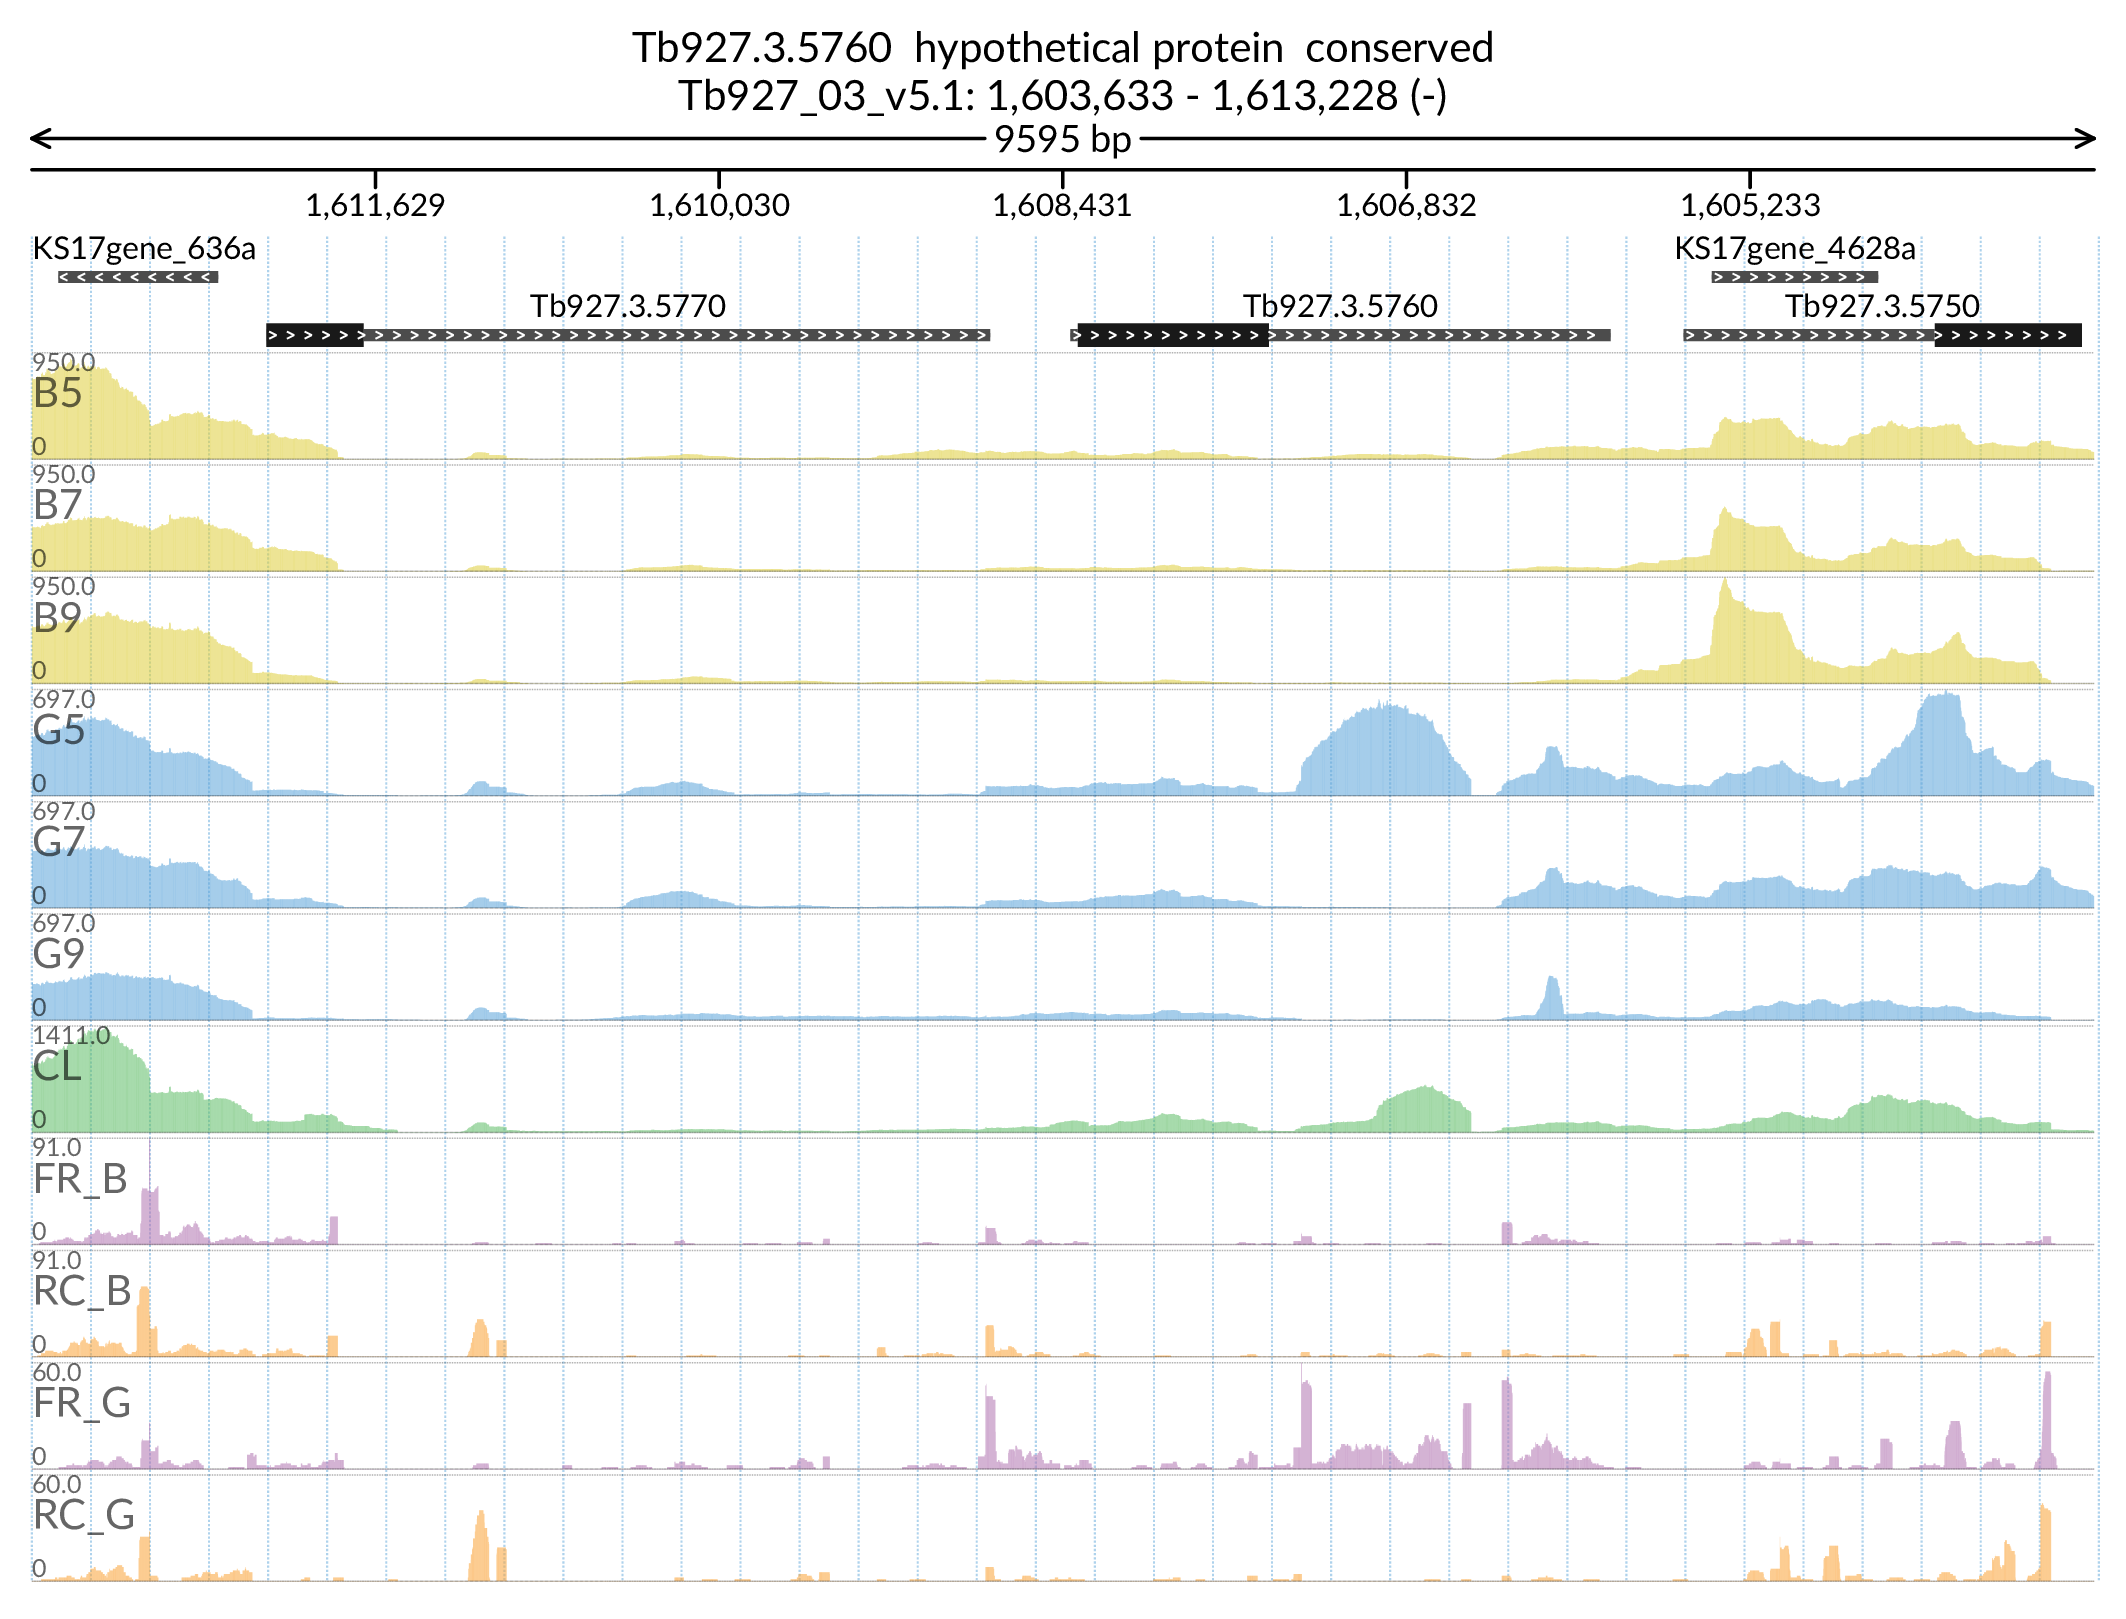 Tb927.3.5760  hypothetical protein  conserved
Tb927_03_v5.1: 1,603,633 - 1,613,228 (-)
9595 bp
1,611,629 1,610,030 1,608,431 1,606,832 1,605,233
KS17gene_636a KS17gene_4628a
Tb927.3.5770 Tb927.3.5760 Tb927.3.5750
950.0
B5
0
950.0
B7
0
950.0
B9
0
697.0
G5
0
697.0
G7
0
697.0
G9
0
1411.0
CL
0
91.0
FR_B
0
91.0
RC_B
0
60.0
FR_G
0
60.0
RC_G
0